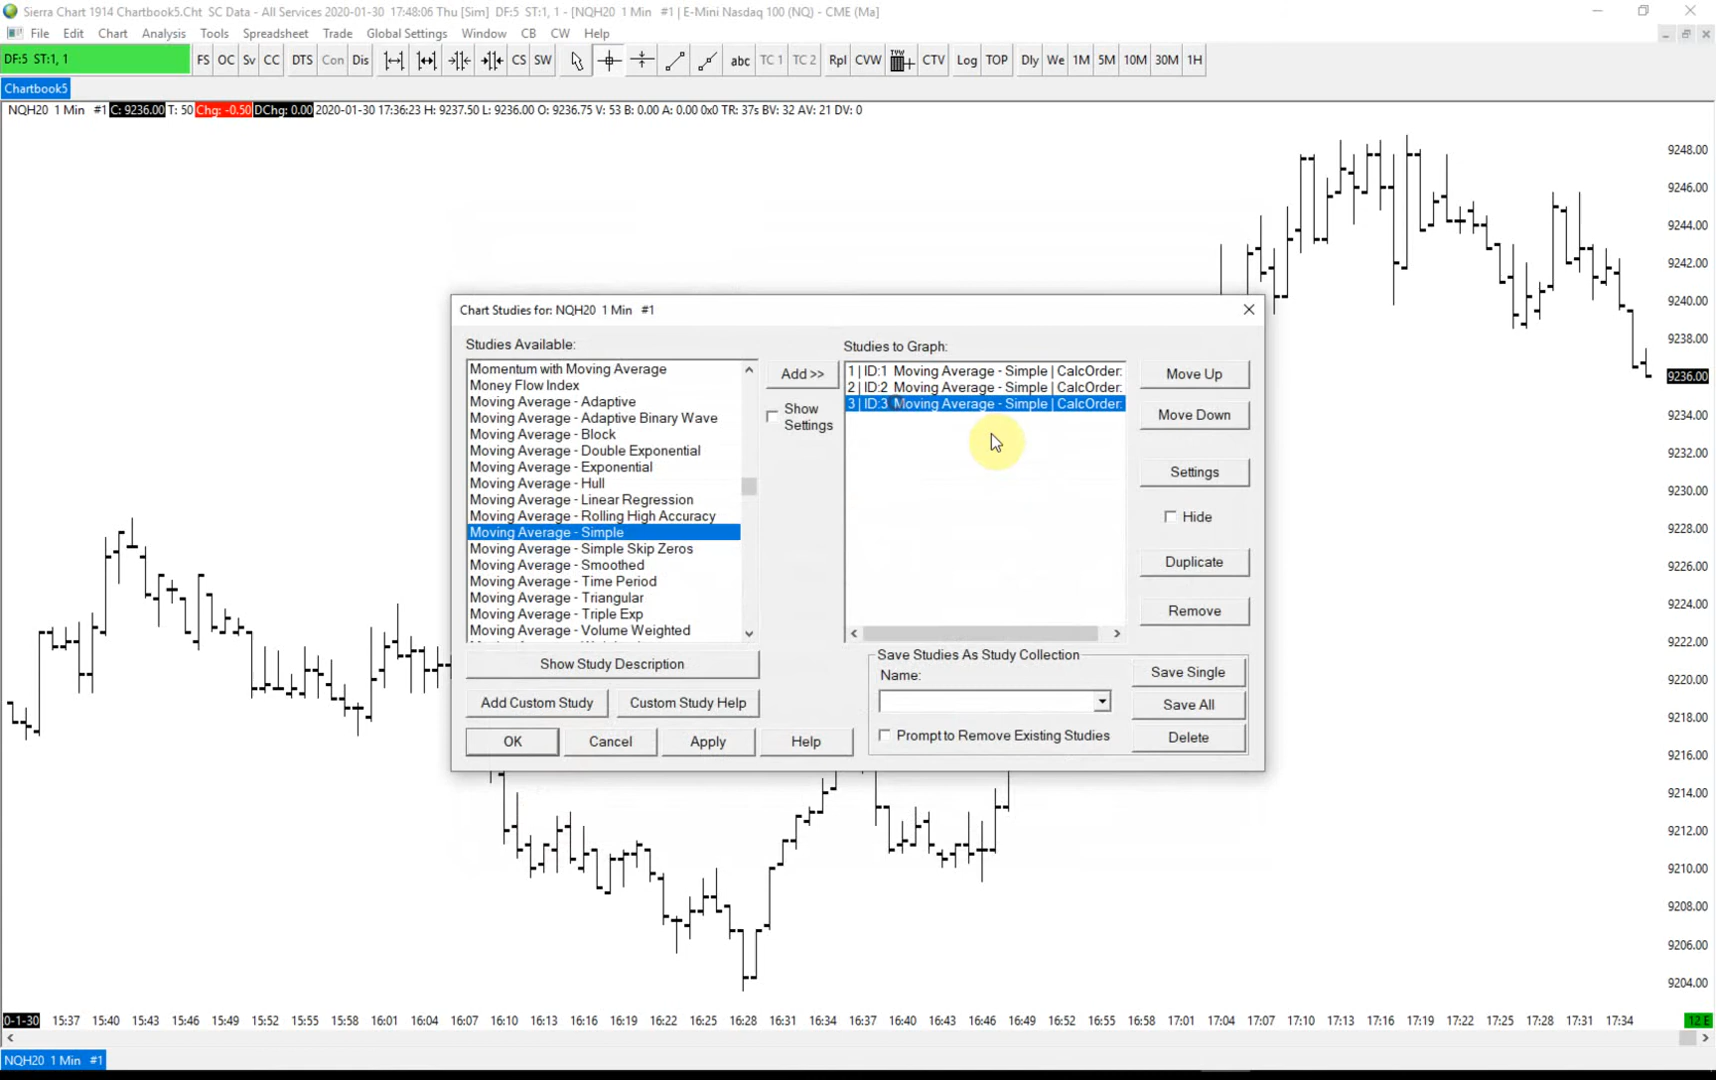 Sierra Chart 1914 Chartbook5.Cht  SC Data - All Services 2020-01-30  17:48:06 Thu [Sim]  DF:5  ST:1, 1 - [NQH20  1 Min   #1 | E-Mini Nasdaq 100 (NQ) - CME (Ma]
File Edit Chart Analysis Tools Spreadsheet Trade Global Settings Window CB CW Help
DF:5  ST:1, 1 FS OC Sv CC DTS Con Dis CS SW abc TC 1 TC 2 Rpl CVW TVW CTV Log TOP Dly We 1M 5M 10M 30M 1H
Chartbook5
NQH20  1 Min   #1 C: 9236.00 T: 50 Chg: -0.50 DChg: 0.00 2020-01-30 17:36:23 H: 9237.50 L: 9236.00 O: 9236.75 V: 53 B: 0.00 A: 0.00 0x0 TR: 37s BV: 32 AV: 21 DV: 0
9248.00
9246.00
9244.00
9242.00
9240.00
9238.00
9236.00
9234.00
9232.00
9230.00
9228.00
9226.00
9224.00
9222.00
9220.00
9218.00
9216.00
9214.00
9212.00
9210.00
9208.00
9206.00
9204.00
Chart Studies for: NQH20  1 Min   #1
Studies Available:
Momentum with Moving Average
Money Flow Index
Moving Average - Adaptive
Moving Average - Adaptive Binary Wave
Moving Average - Block
Moving Average - Double Exponential
Moving Average - Exponential
Moving Average - Hull
Moving Average - Linear Regression
Moving Average - Rolling High Accuracy
Moving Average - Simple
Moving Average - Simple Skip Zeros
Moving Average - Smoothed
Moving Average - Time Period
Moving Average - Triangular
Moving Average - Triple Exp
Moving Average - Volume Weighted
Add >>
Show
Settings
Studies to Graph:
1 | ID:1  Moving Average - Simple | CalcOrder:
2 | ID:2  Moving Average - Simple | CalcOrder:
3 | ID:3  Moving Average - Simple | CalcOrder:
Move Up
Move Down
Settings
Hide
Duplicate
Remove
Show Study Description
Add Custom Study Custom Study Help
OK Cancel Apply Help
Save Studies As Study Collection
Name:
Prompt to Remove Existing Studies
Save Single
Save All
Delete
0-1-30 15:37 15:40 15:43 15:46 15:49 15:52 15:55 15:58 16:01 16:04 16:07 16:10 16:13 16:16 16:19 16:22 16:25 16:28 16:31 16:34 16:37 16:40 16:43 16:46 16:49 16:52 16:55 16:58 17:01 17:04 17:07 17:10 17:13 17:16 17:19 17:22 17:25 17:28 17:31 17:34 12 E
NQH20  1 Min   #1